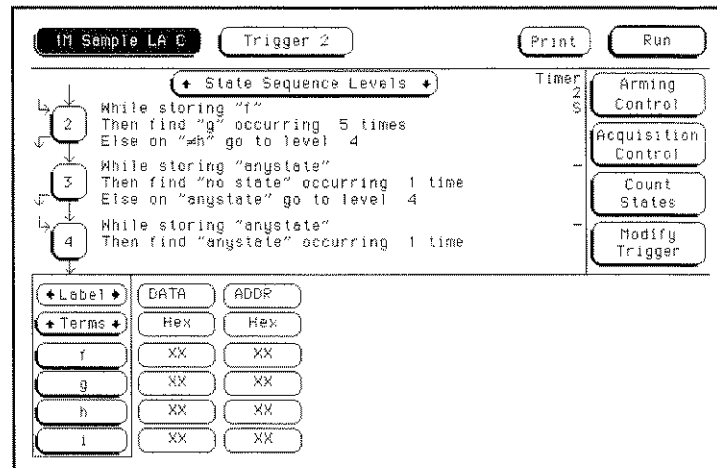 1M Sample LA C
Trigger 2
Print
Run
State Sequence Levels
Timer
2
S
Arming
Control
Acquisition
Control
Count
States
Modify
Trigger
2
While storing "f"
Then find "g" occurring 5 times
Else on "≠h" go to level 4
3
While storing "anystate"
Then find "no state" occurring 1 time
Else on "anystate" go to level 4
4
While storing "anystate"
Then find "anystate" occurring 1 time
Label DATA ADDR
Terms Hex Hex
f XX XX
g XX XX
h XX XX
i XX XX